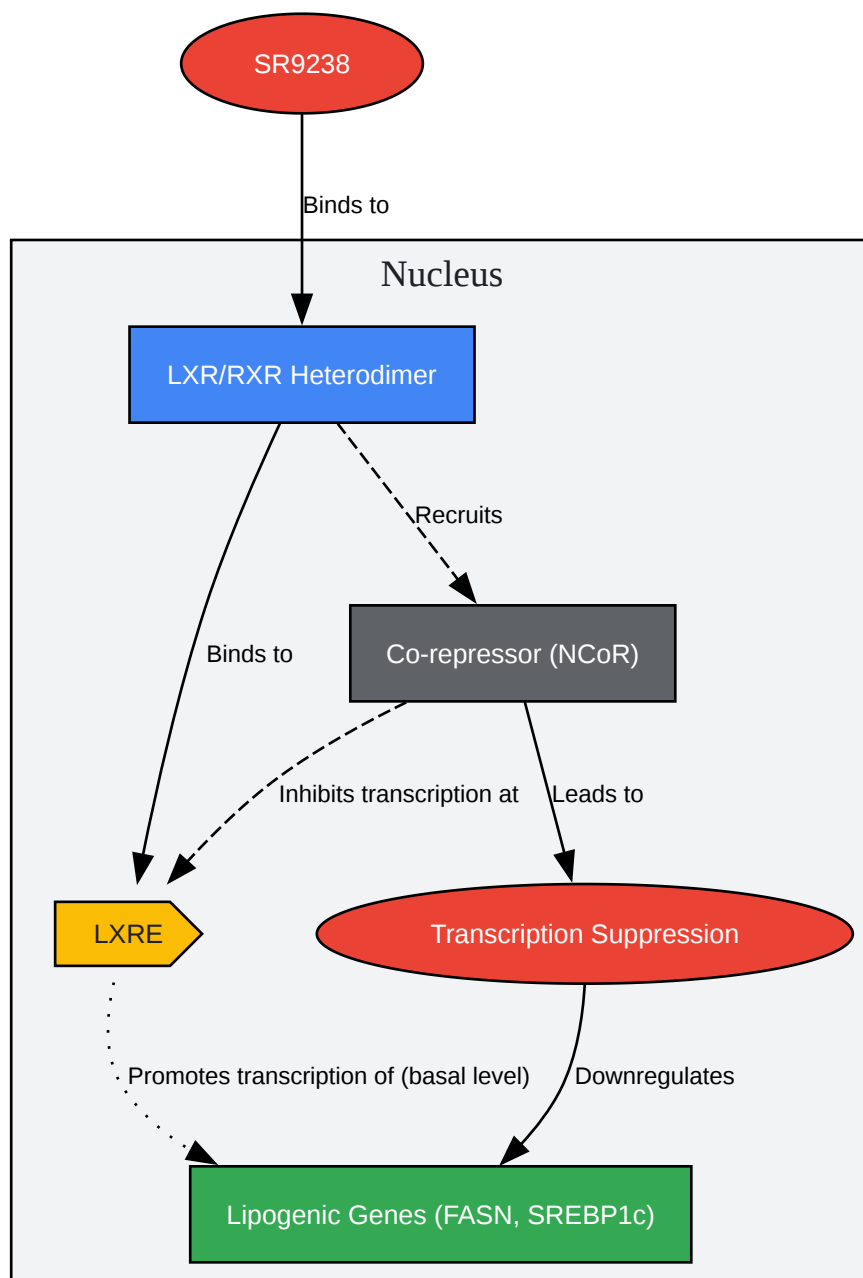 SR9238
Binds to
Nucleus
LXR/RXR Heterodimer
Recruits
Co-repressor (NCoR)
Binds to
Inhibits transcription at
Leads to
LXRE
Transcription Suppression
Promotes transcription of (basal level)
Downregulates
Lipogenic Genes (FASN, SREBP1c)